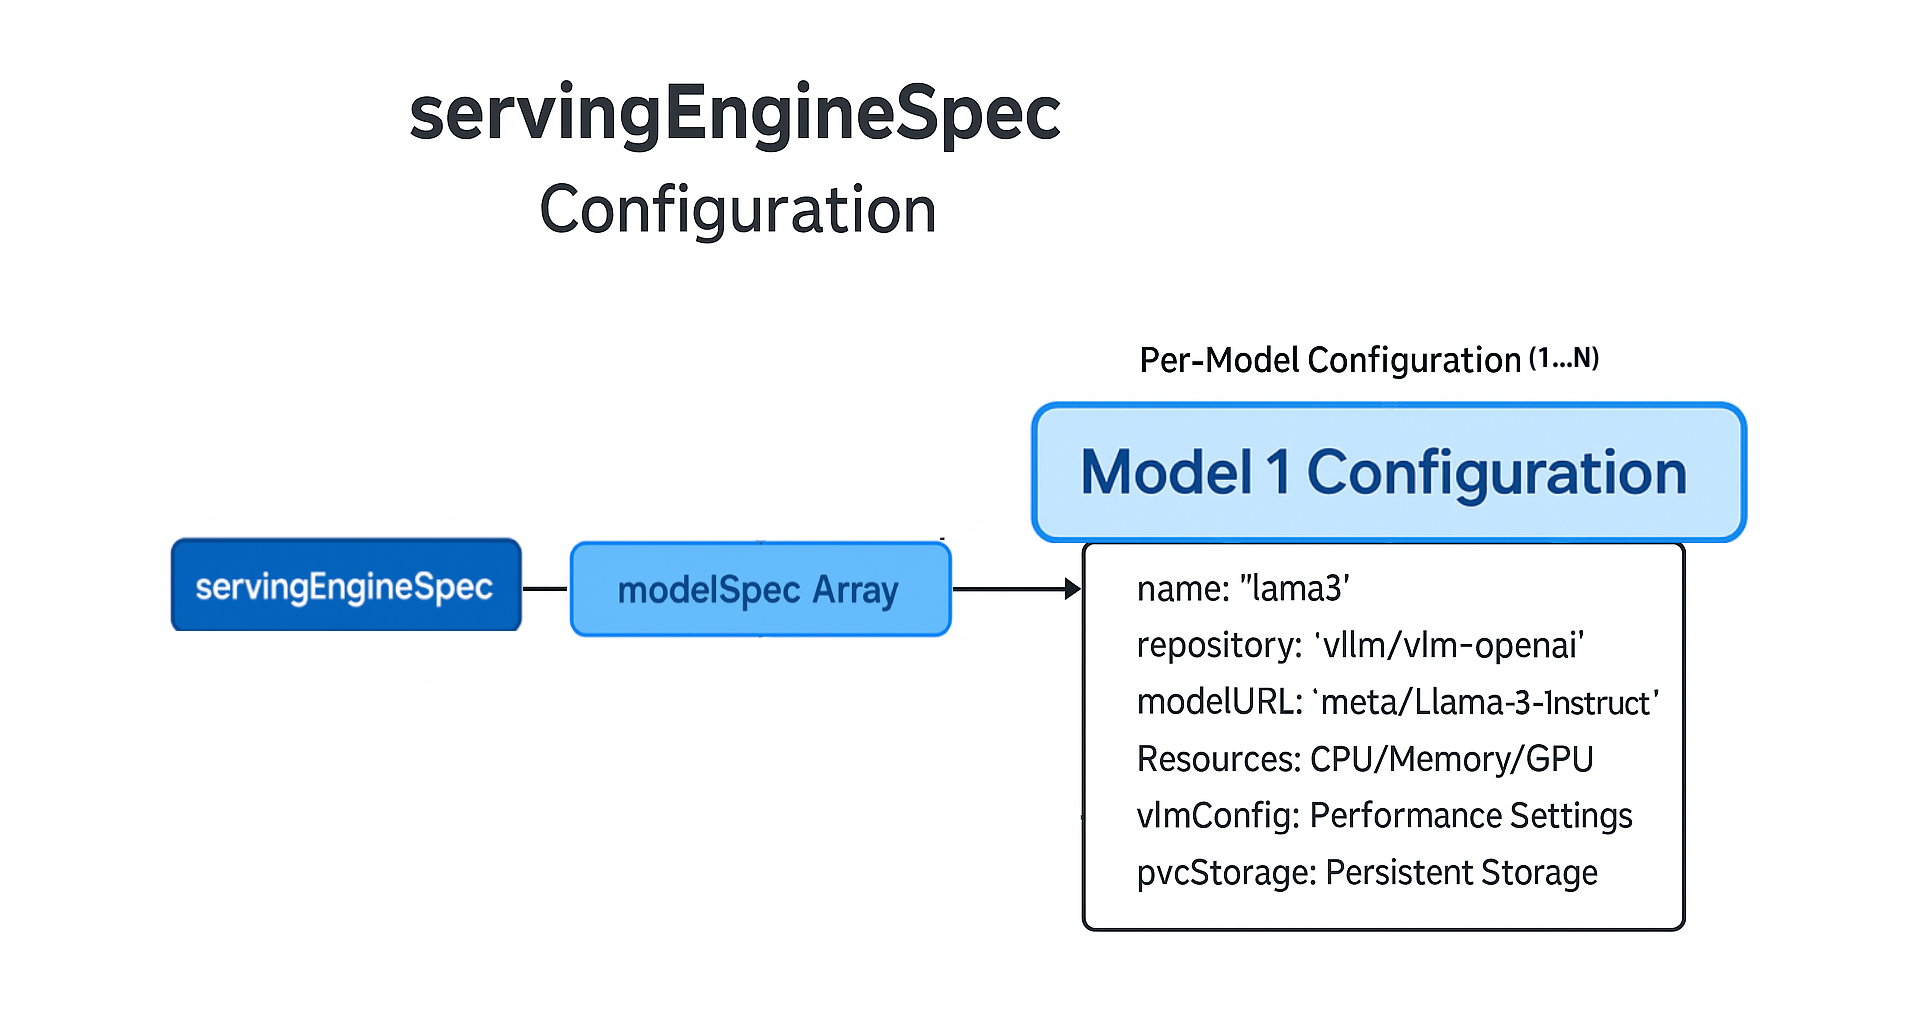 servingEngineSpec
Configuration
Per-Model Configuration (1...N)
Model 1 Configuration
servingEngineSpec
modelSpec Array
name: "lama3'
repository: 'vllm/vlm-openai'
modelURL: 'meta/Llama-3-1nstruct'
Resources: CPU/Memory/GPU
vlmConfig: Performance Settings
pvcStorage: Persistent Storage